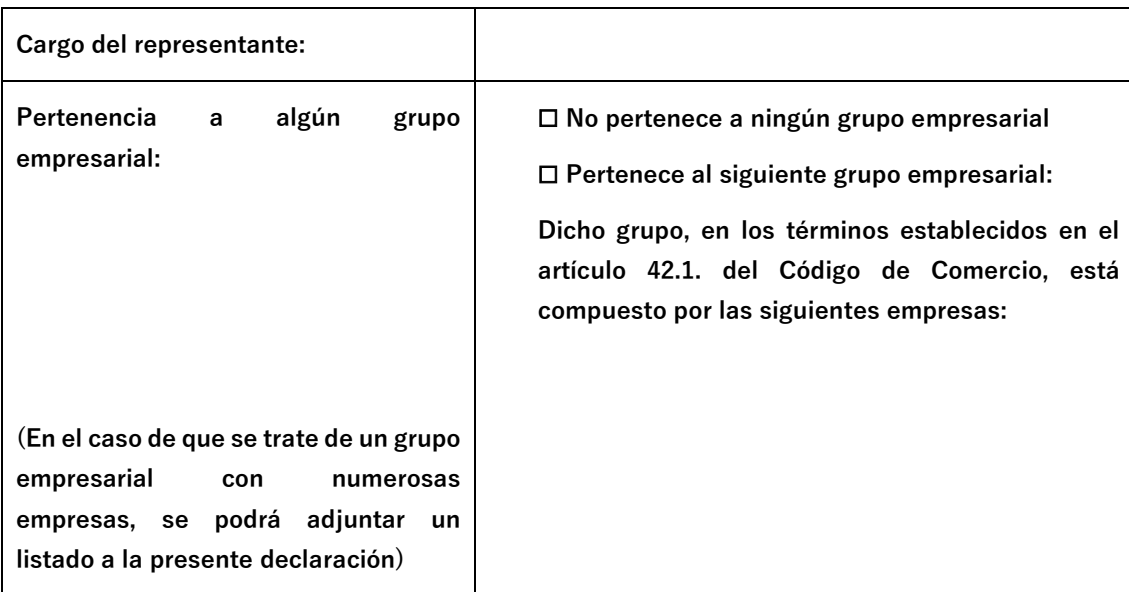 Cargo del representante:
Pertenencia a algún grupo
empresarial:
(En el caso de que se trate de un grupo
empresarial con numerosas
empresas, se podrá adjuntar un
listado a la presente declaración)
☐ No pertenece a ningún grupo empresarial
☐ Pertenece al siguiente grupo empresarial:
Dicho grupo, en los términos establecidos en el
artículo 42.1. del Código de Comercio, está
compuesto por las siguientes empresas: